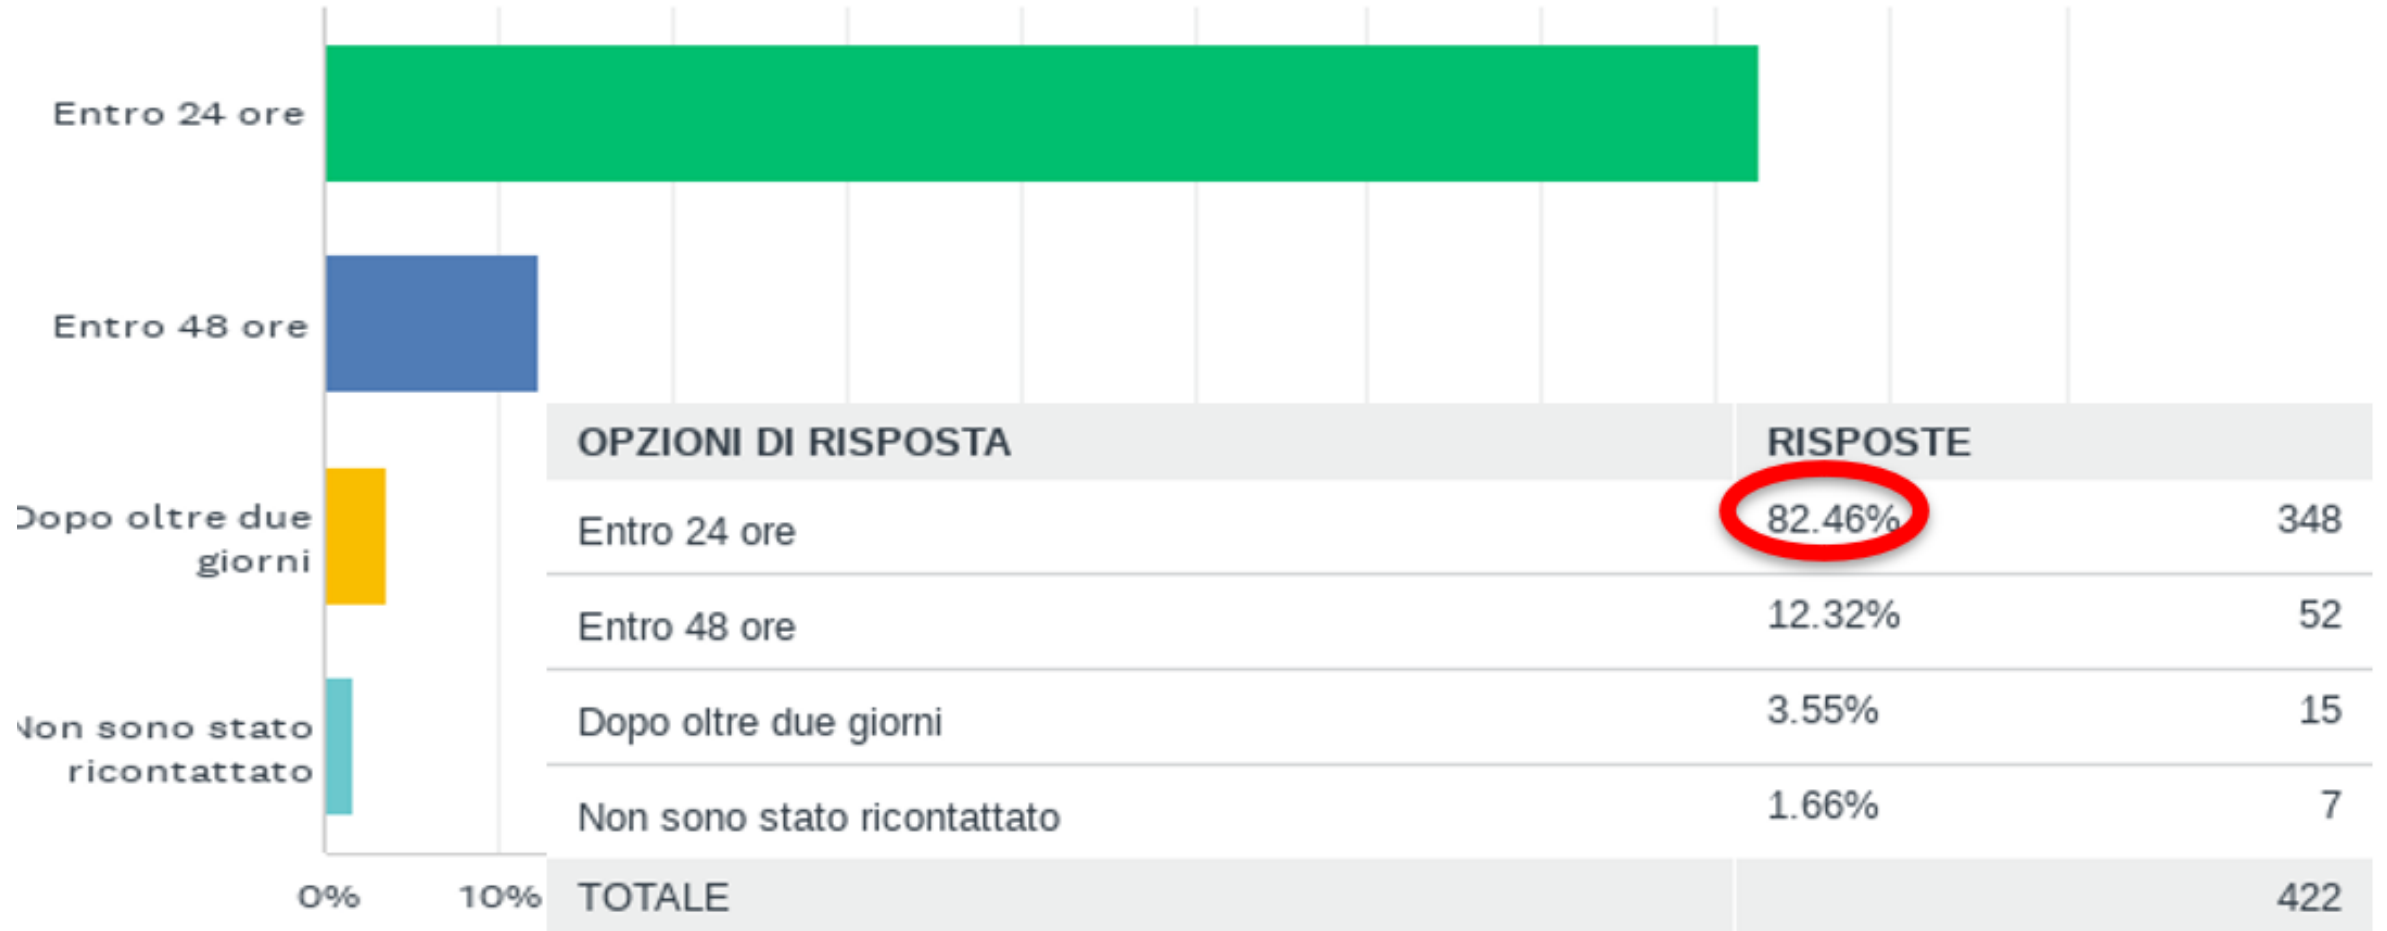 Entro 24 ore
Entro 48 ore
Dopo oltre due
giorni
Non sono stato
ricontattato
0% 10%
OPZIONI DI RISPOSTA RISPOSTE
Entro 24 ore 82.46% 348
Entro 48 ore 12.32% 52
Dopo oltre due giorni 3.55% 15
Non sono stato ricontattato 1.66% 7
TOTALE 422